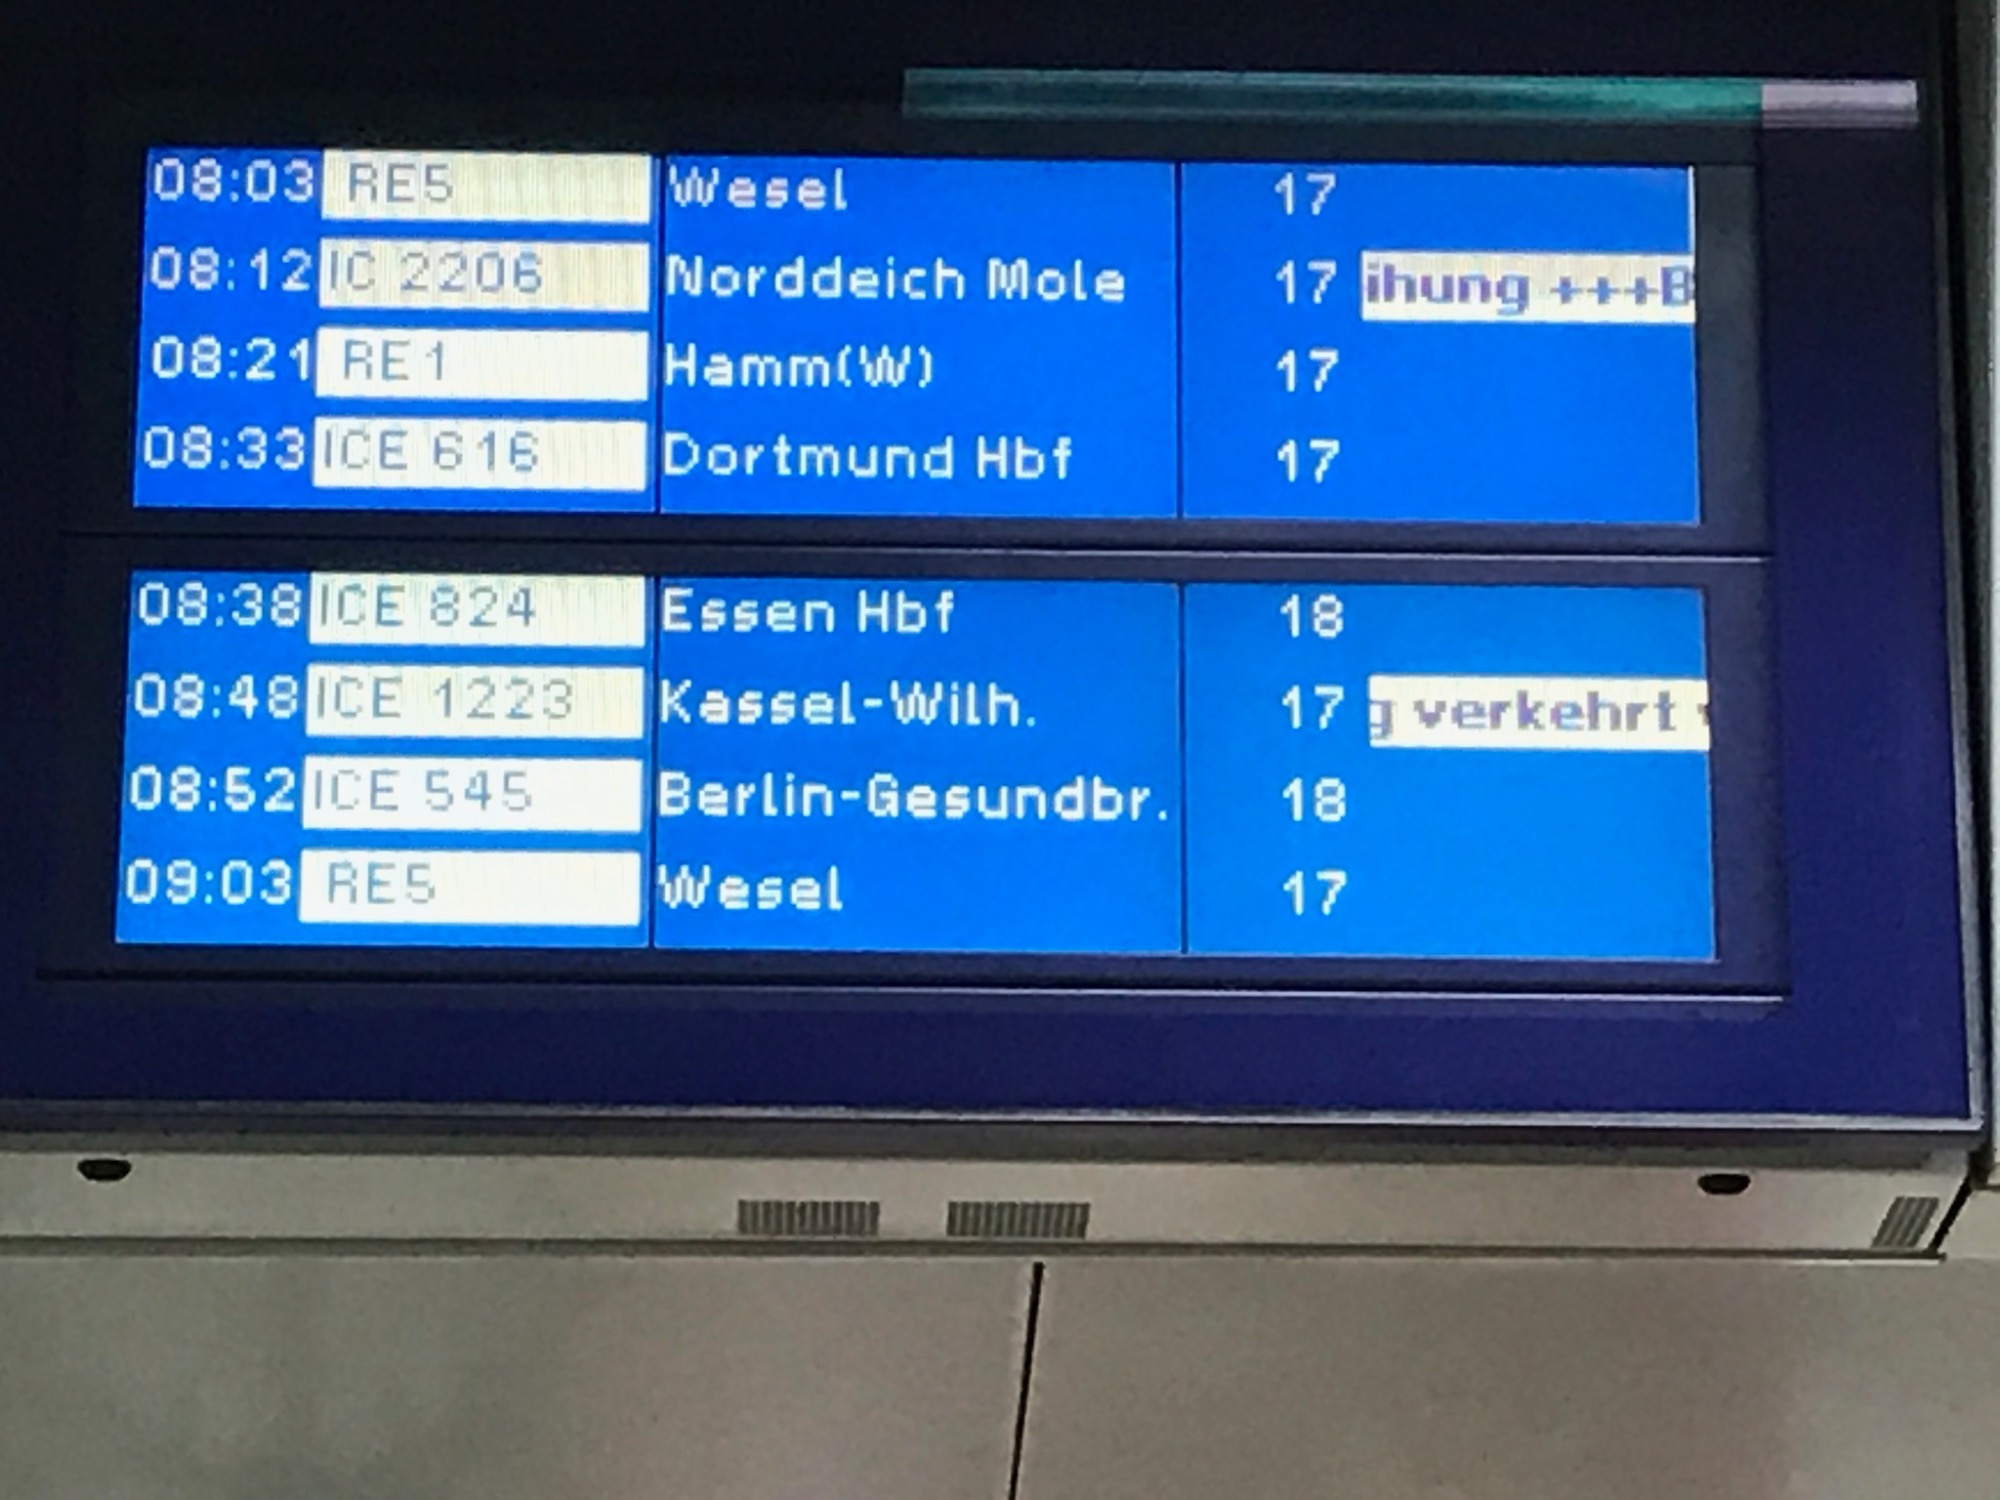 08:03 RE5 Wesel 17
08:12 IC 2206 Norddeich Mole 17 ihung +++B
08:21 RE1 Hamm(W) 17
08:33 ICE 616 Dortmund Hbf 17
08:38 ICE 824 Essen Hbf 18
08:48 ICE 1223 Kassel-Wilh. 17 g verkehrt
08:52 ICE 545 Berlin-Gesundbr. 18
09:03 RE5 Wesel 17